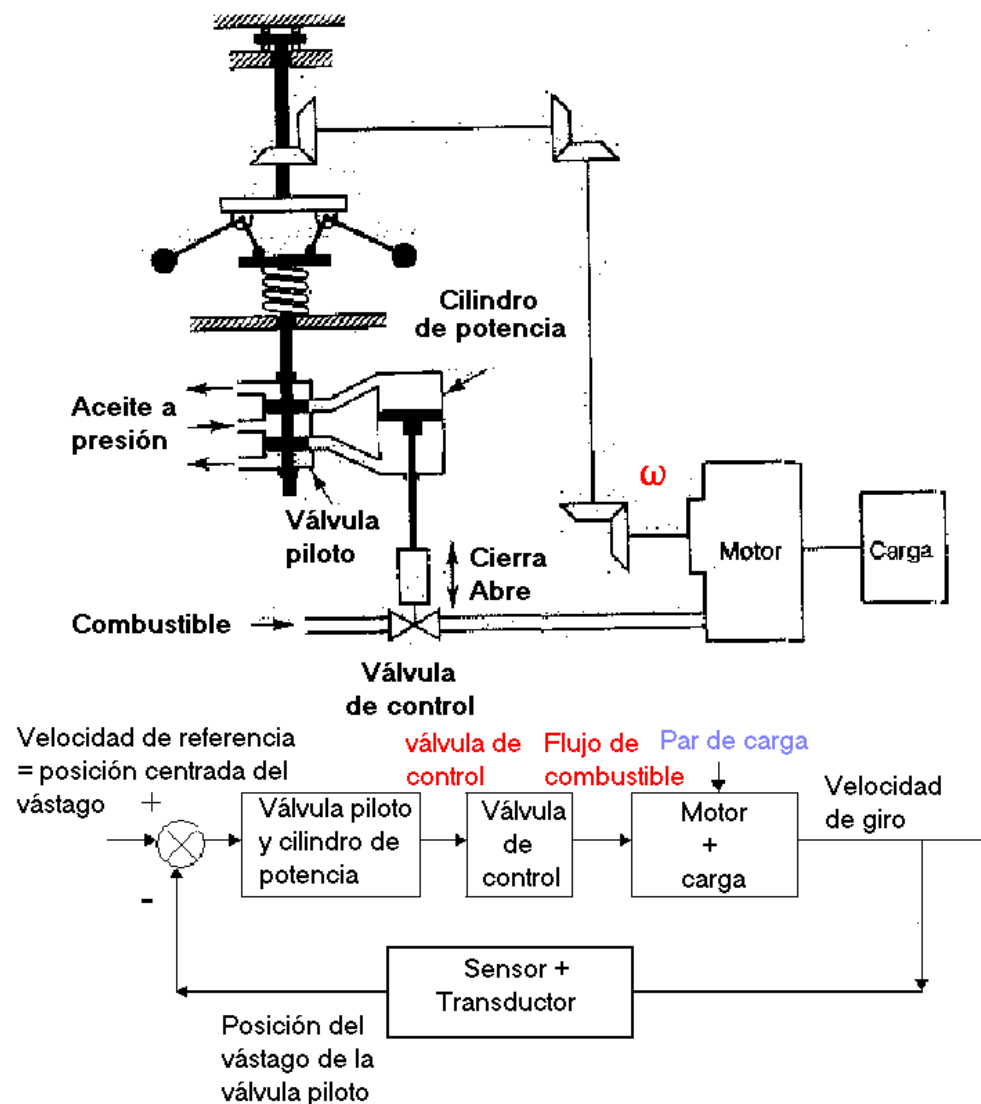 Cilindro
de potencia
Aceite a
presión
ω
Válvula
piloto
Cierra
Abre
Motor
Carga
Combustible
Válvula
de control
Velocidad de referencia
= posición centrada del
vástago
+
-
válvula de
control
Flujo de
combustible
Par de carga
Velocidad
de giro
Válvula piloto
y cilindro de
potencia
Válvula
de
control
Motor
+
carga
Sensor +
Transductor
Posición del
vástago de la
válvula piloto